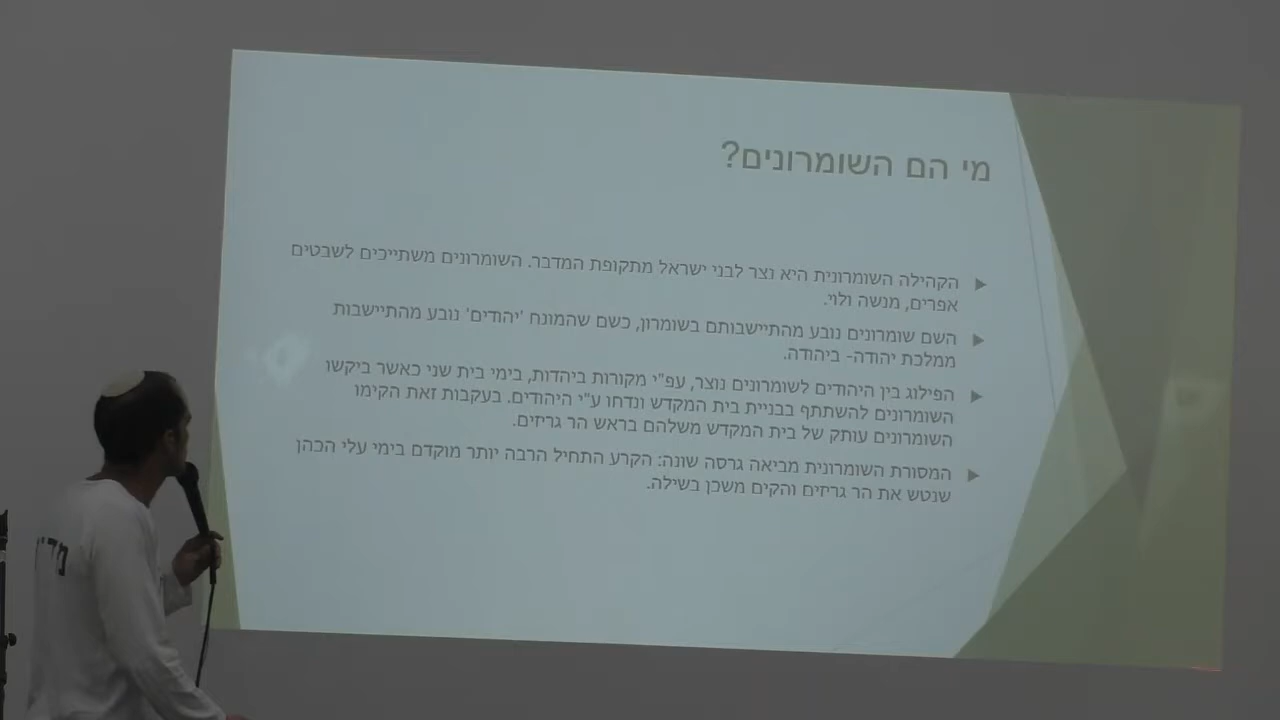 מי הם השומרונים?
הקהילה השומרונית היא נצר לבני ישראל מתקופת המדבר. השומרונים משתייכים לשבטים
אפרים, מנשה ולוי.
השם שומרונים נובע מהתיישבותם בשומרון, כשם שהמונח 'יהודים' נובע מהתיישבות
ממלכת יהודה- ביהודה.
הפילוג בין היהודים לשומרונים נוצר, עפ"י מקורות ביהדות, בימי בית שני כאשר ביקשו
השומרונים להשתתף בבניית בית המקדש ונדחו ע"י היהודים. בעקבות זאת הקימו
השומרונים עותק של בית המקדש משלהם בראש הר גריזים.
המסורת השומרונית מביאה גרסה שונה: הקרע התחיל הרבה יותר מוקדם בימי עלי הכהן
שנטש את הר גריזים והקים משכן בשילה.